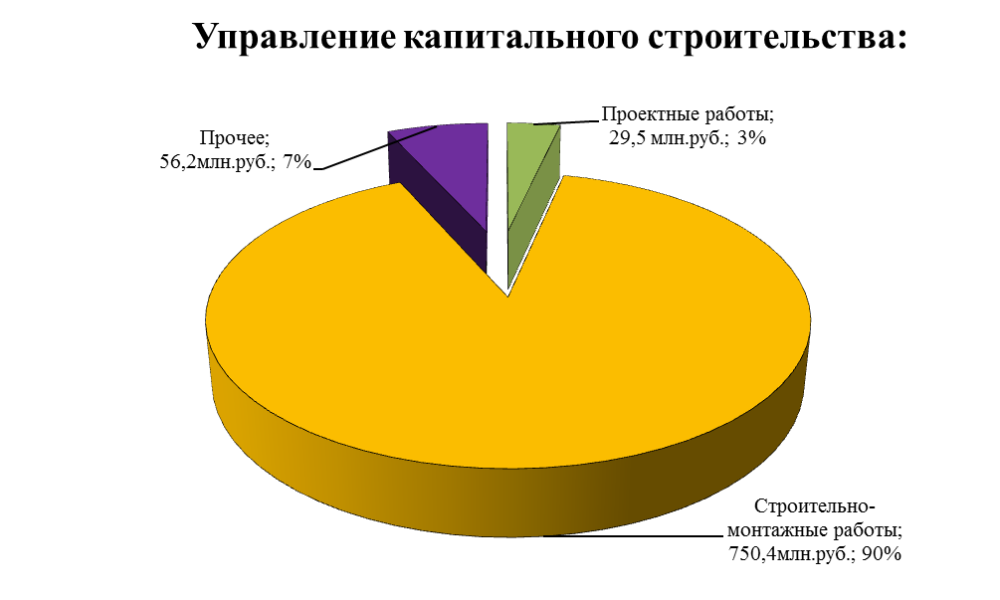 Управление капитального строительства:
Проектные работы;
29,5 млн.руб.; 3%
Прочее;
56,2млн.руб.; 7%
Строительно-
монтажные работы;
750,4млн.руб.; 90%